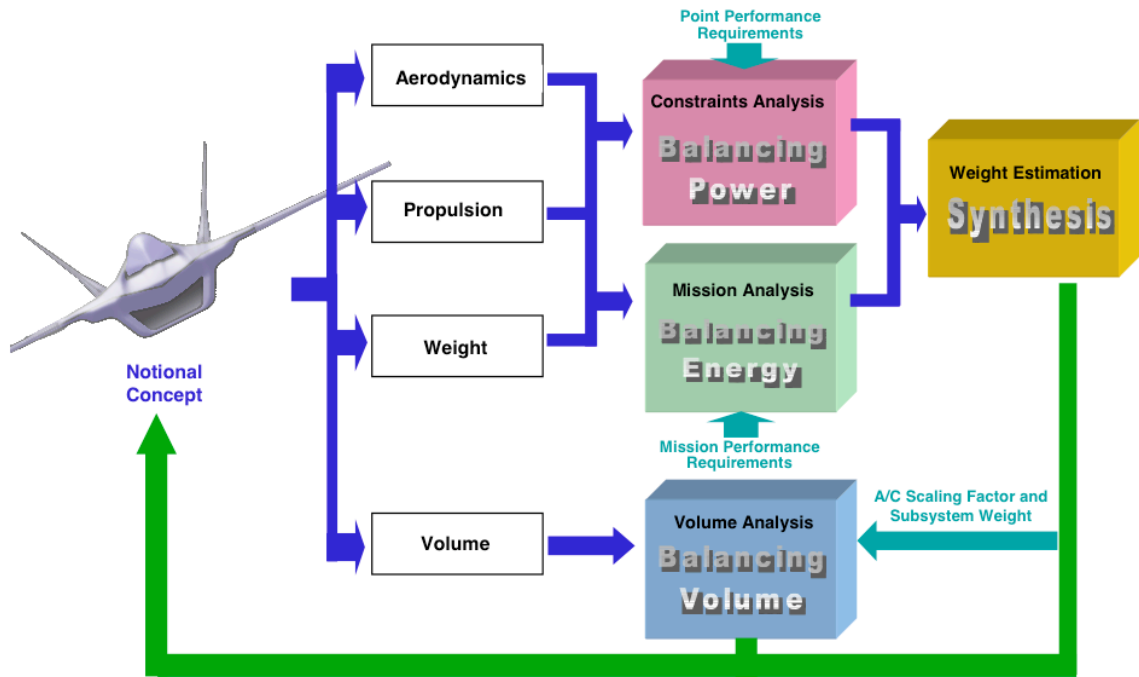 Point Performance
Requirements
Aerodynamics
Constraints Analysis
Balancing
Power
Weight Estimation
Synthesis
Propulsion
Mission Analysis
Balancing
Energy
Weight
Notional
Concept
Mission Performance
Requirements
A/C Scaling Factor and
Subsystem Weight
Volume
Volume Analysis
Balancing
Volume